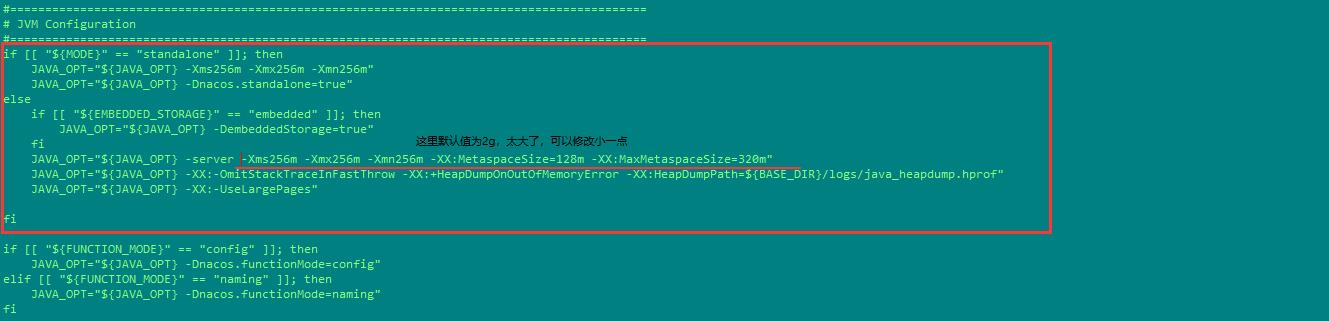 #===========================================================================================
# JVM Configuration
#===========================================================================================
if [[ "${MODE}" == "standalone" ]]; then
    JAVA_OPT="${JAVA_OPT} -Xms256m -Xmx256m -Xmn256m"
    JAVA_OPT="${JAVA_OPT} -Dnacos.standalone=true"
else
    if [[ "${EMBEDDED_STORAGE}" == "embedded" ]]; then
        JAVA_OPT="${JAVA_OPT} -DembeddedStorage=true"
    fi
这里默认值为2g，太大了，可以修改小一点
    JAVA_OPT="${JAVA_OPT} -server -Xms256m -Xmx256m -Xmn256m -XX:MetaspaceSize=128m -XX:MaxMetaspaceSize=320m"
    JAVA_OPT="${JAVA_OPT} -XX:-OmitStackTraceInFastThrow -XX:+HeapDumpOnOutOfMemoryError -XX:HeapDumpPath=${BASE_DIR}/logs/java_heapdump.hprof"
    JAVA_OPT="${JAVA_OPT} -XX:-UseLargePages"
fi
if [[ "${FUNCTION_MODE}" == "config" ]]; then
    JAVA_OPT="${JAVA_OPT} -Dnacos.functionMode=config"
elif [[ "${FUNCTION_MODE}" == "naming" ]]; then
    JAVA_OPT="${JAVA_OPT} -Dnacos.functionMode=naming"
fi